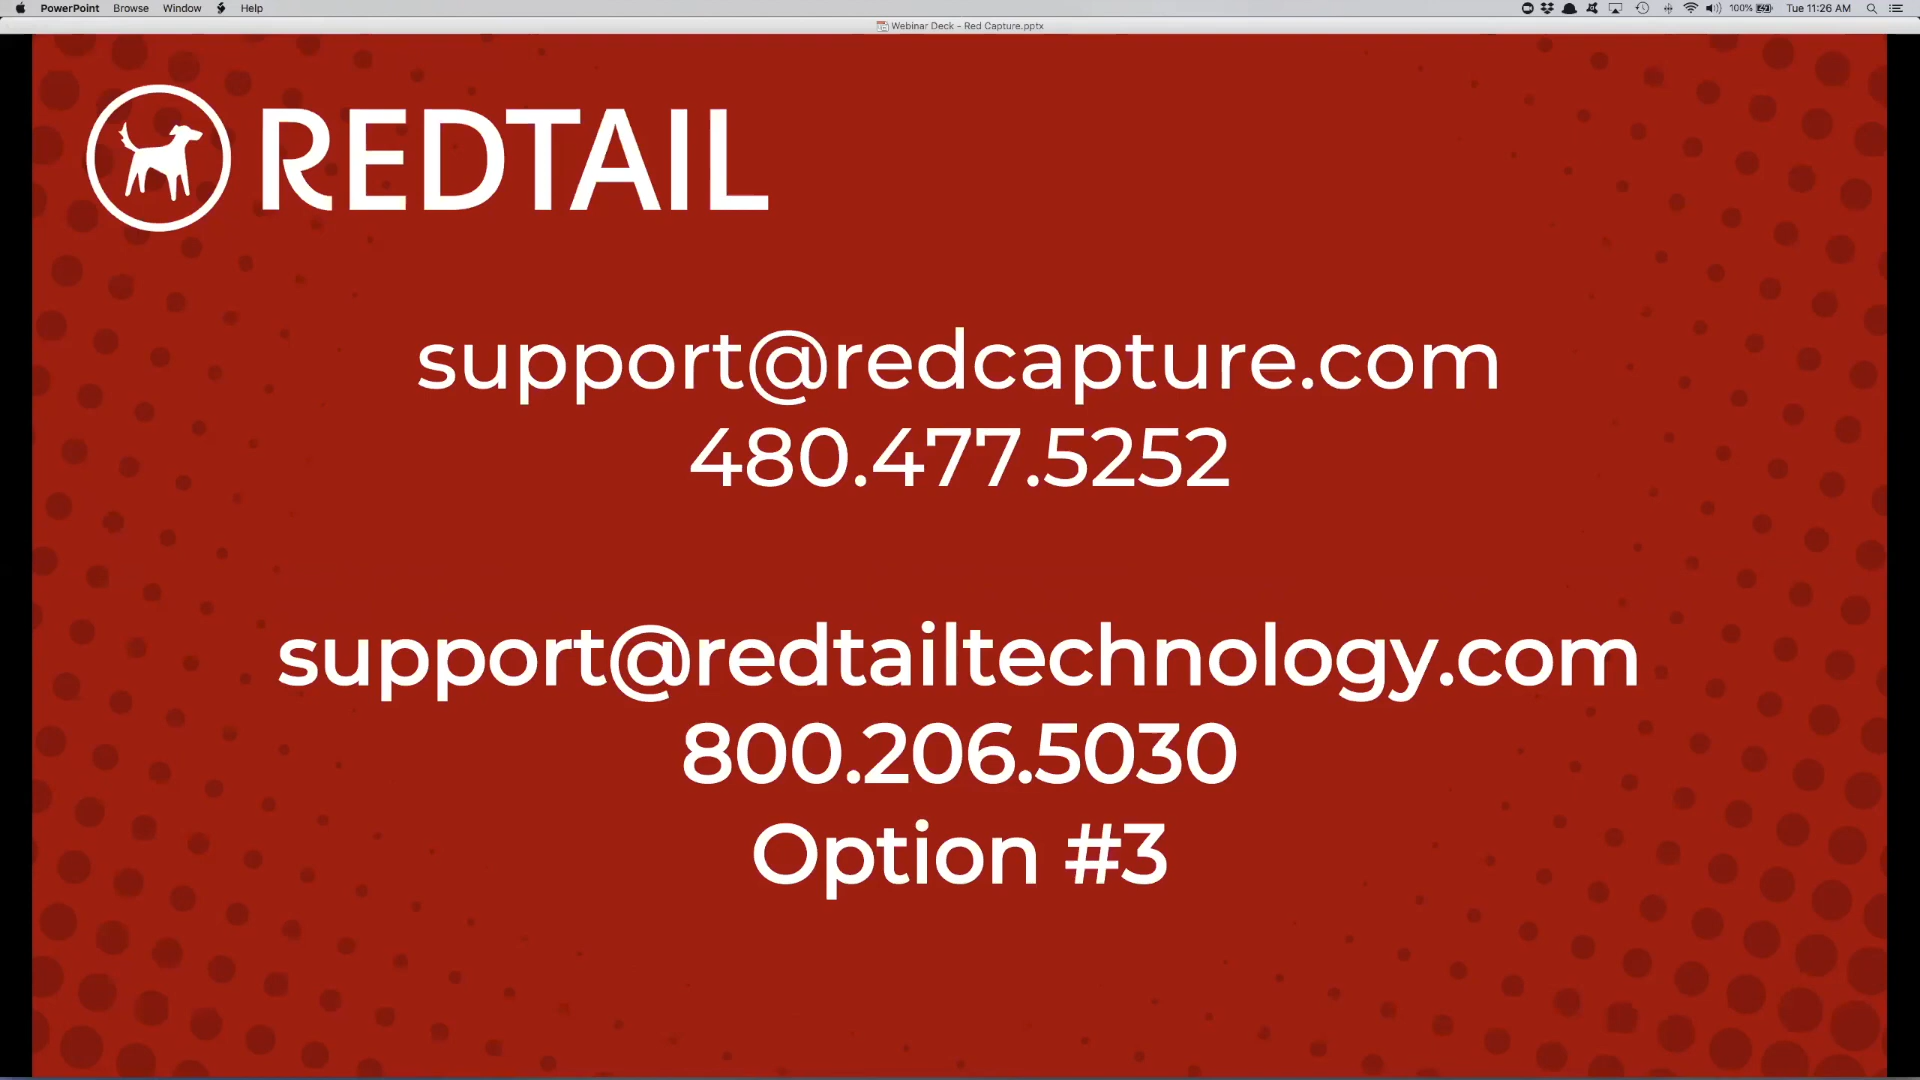 PowerPoint Browse Window Help
100% Tue 11:26 AM
Webinar Deck - Red Capture.pptx
REDTAIL
support@redcapture.com
480.477.5252
support@redtailtechnology.com
800.206.5030
Option #3